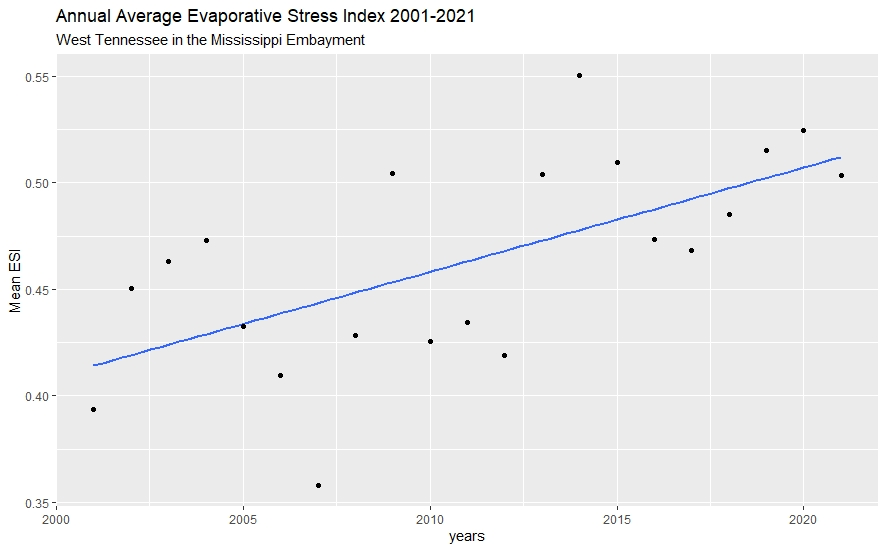 Annual Average Evaporative Stress Index 2001-2021
West Tennessee in the Mississippi Embayment
0.55
0.50
0.45
0.40
0.35
Mean ESI
2000 2005 2010 2015 2020
years